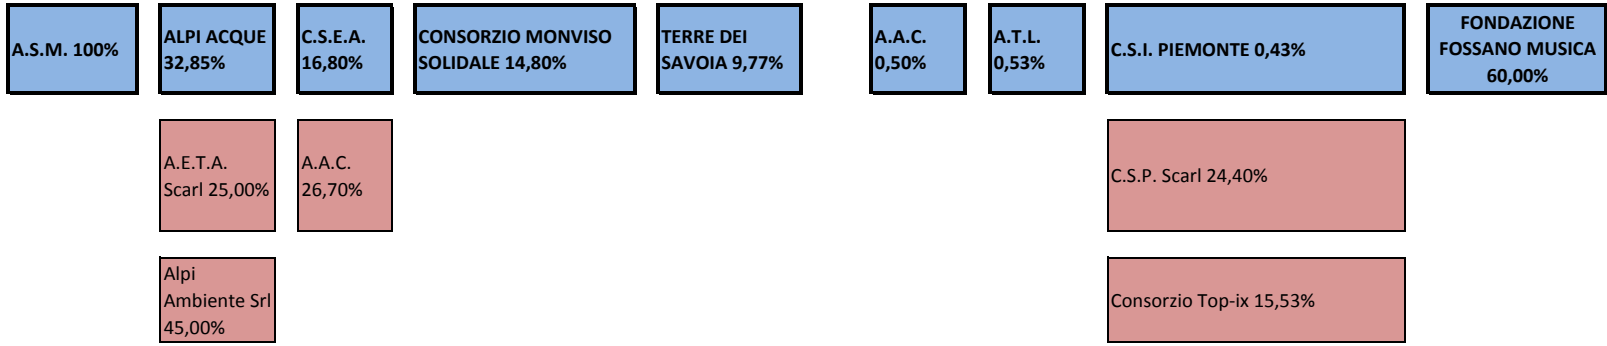 A.S.M. 100%
ALPI ACQUE
32,85%
C.S.E.A.
16,80%
CONSORZIO MONVISO
SOLIDALE 14,80%
TERRE DEI
SAVOIA 9,77%
A.A.C.
0,50%
A.T.L.
0,53%
C.S.I. PIEMONTE 0,43%
FONDAZIONE
FOSSANO MUSICA
60,00%
A.E.T.A.
Scarl 25,00%
A.A.C.
26,70%
C.S.P. Scarl 24,40%
Alpi
Ambiente Srl
45,00%
Consorzio Top-ix 15,53%